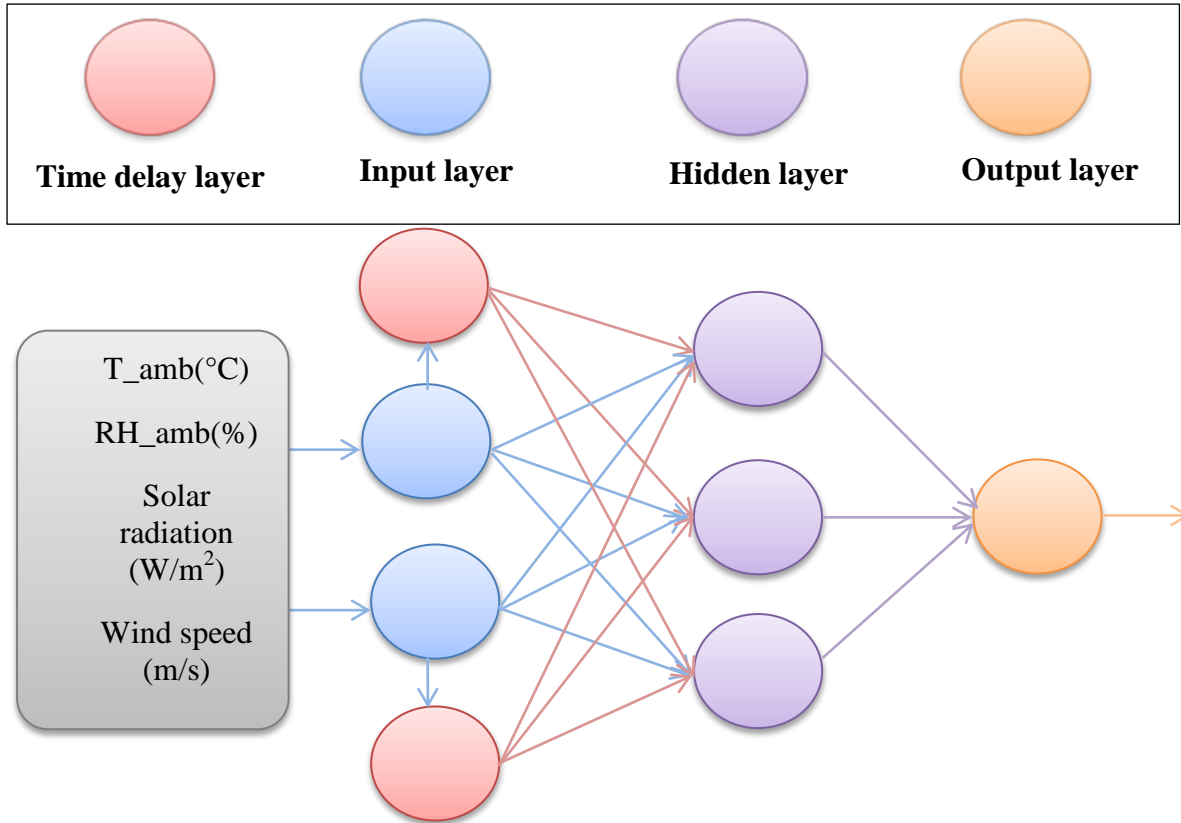 Time delay layer
Input layer
Hidden layer
Output layer
T_amb(°C)
RH_amb(%)
Solar
radiation
(W/m²)
Wind speed
(m/s)